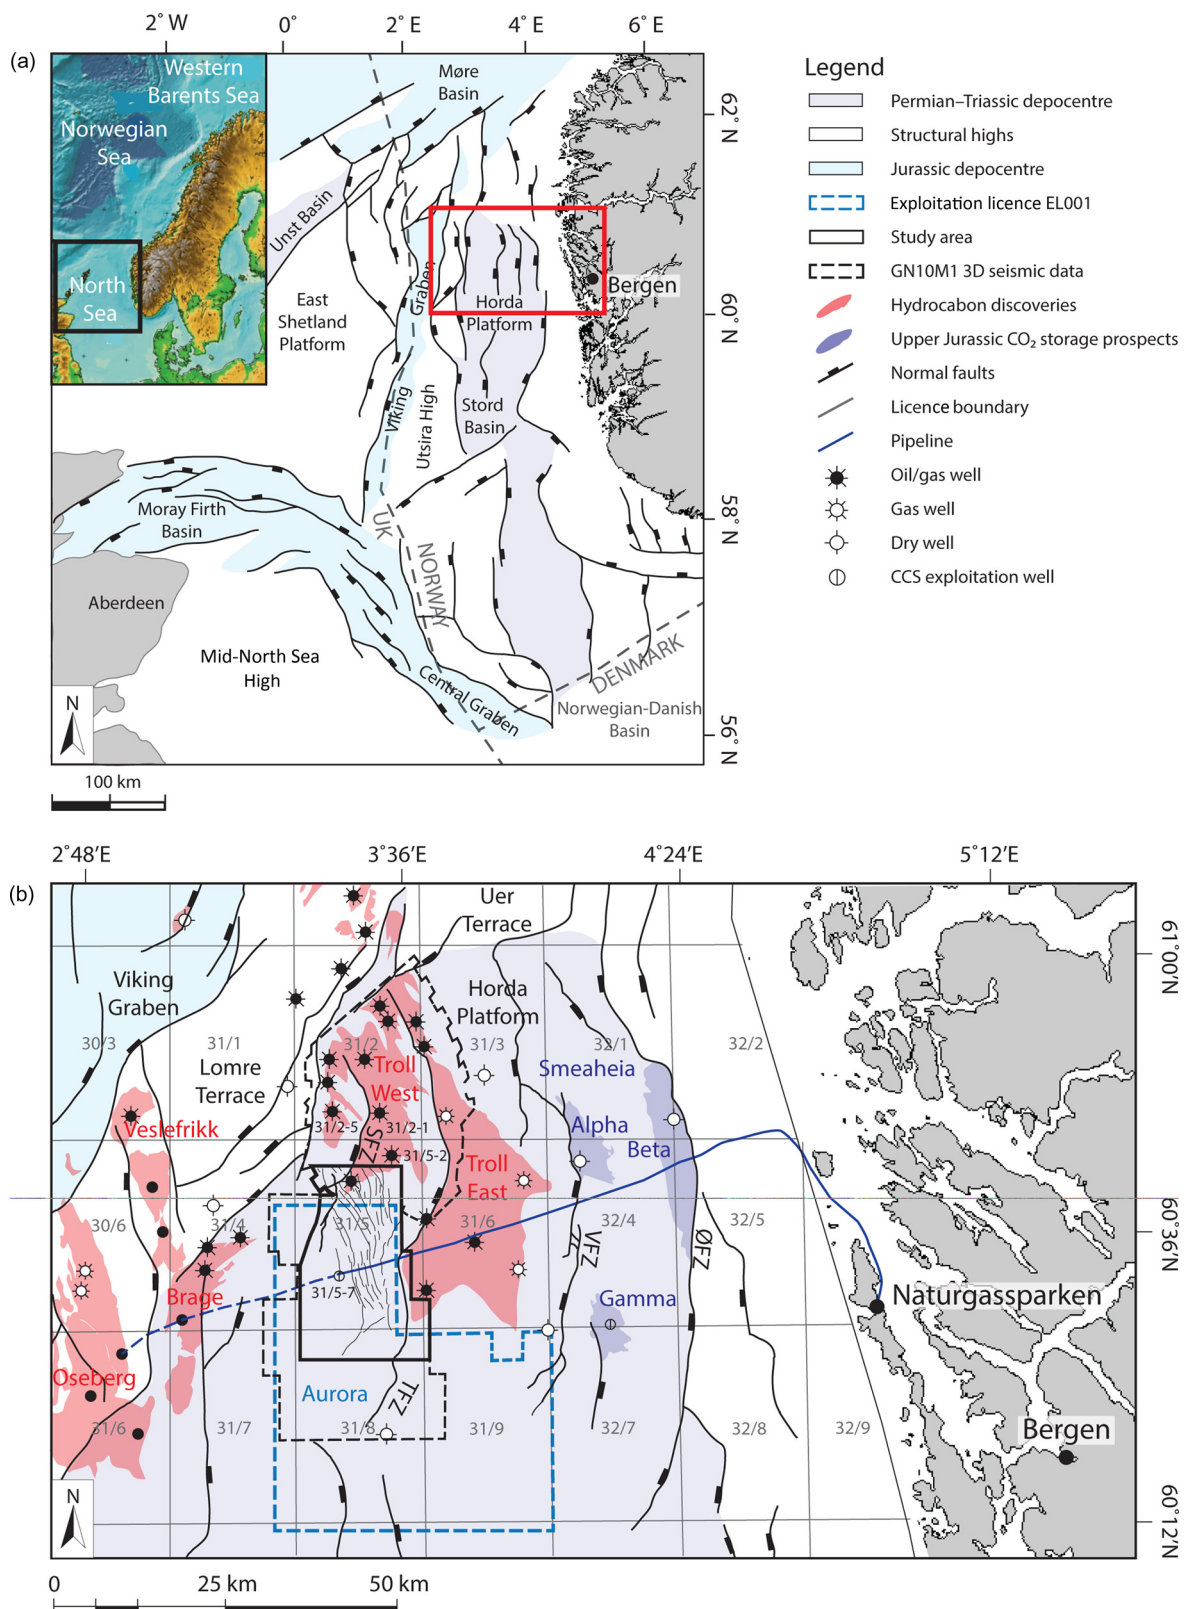 2° W
0°
2° E
4° E
6° E
(a)
Western
Barents Sea
Norwegian
Sea
North
Sea
Møre
Basin
62° N
Unst Basin
East
Shetland
Platform
Graben
Viking
Horda
Platform
Bergen
60° N
Utsira High
Stord
Basin
Moray Firth
Basin
58° N
UK
NORWAY
Aberdeen
Mid-North Sea
High
Central Graben
DENMARK
Norwegian-Danish
Basin
56° N
N
100 km
Legend
Permian–Triassic depocentre
Structural highs
Jurassic depocentre
Exploitation licence EL001
Study area
GN10M1 3D seismic data
Hydrocabon discoveries
Upper Jurassic CO₂ storage prospects
Normal faults
Licence boundary
Pipeline
Oil/gas well
Gas well
Dry well
CCS exploitation well
2°48′E
3°36′E
4°24′E
5°12′E
(b)
Uer
Terrace
61°00′N
Viking
Graben
Horda
Platform
30/3
31/1
31/2
31/3
32/1
32/2
Lomre
Terrace
Troll
West
Smeaheia
Veslefrikk
31/2-5
SFZ
31/2-1
Alpha
Beta
31/5-2
Troll
East
30/6
31/4
31/5
31/6
32/4
32/5
60°36′N
VFZ
ØFZ
31/5-7
Brage
Gamma
Naturgassparken
Oseberg
Aurora
TFZ
31/6
31/7
31/8
31/9
32/7
32/8
32/9
Bergen
N
60°12′N
0
25 km
50 km